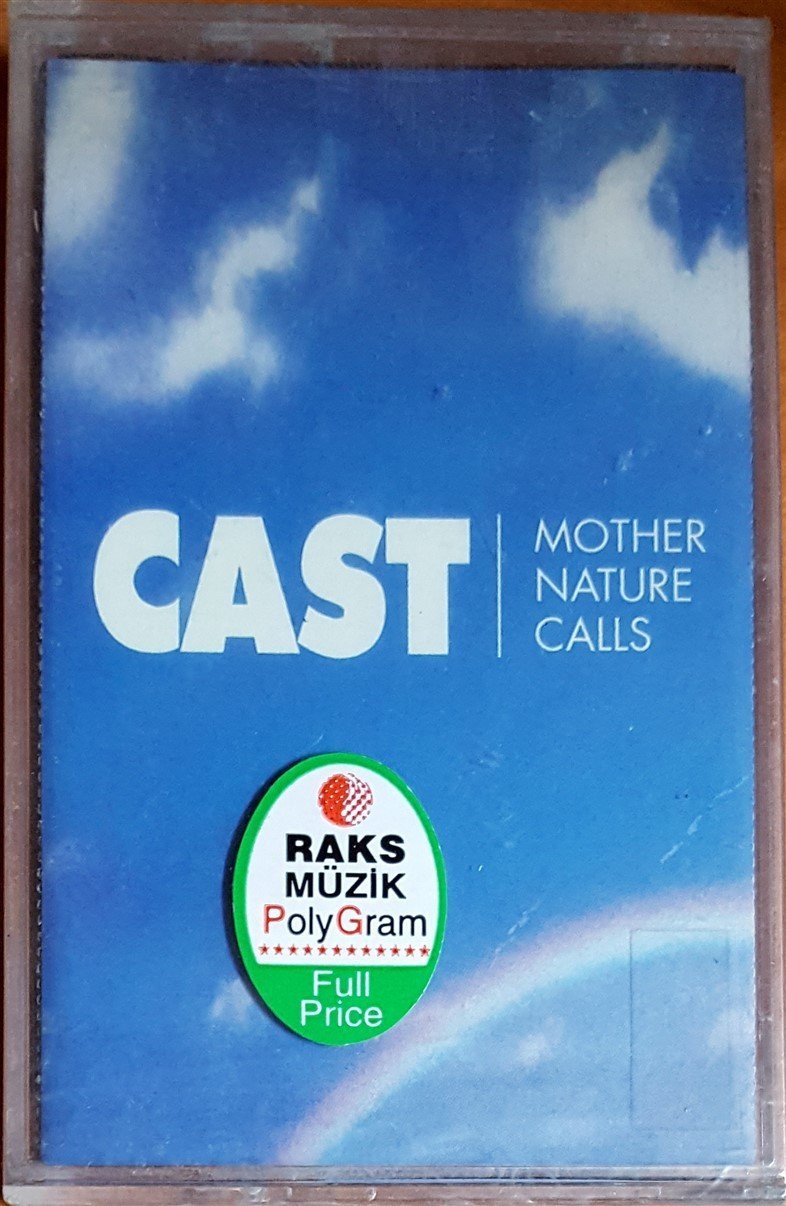 CAST
MOTHER
NATURE
CALLS
RAKS
MÜZİK
PolyGram
Full
Price